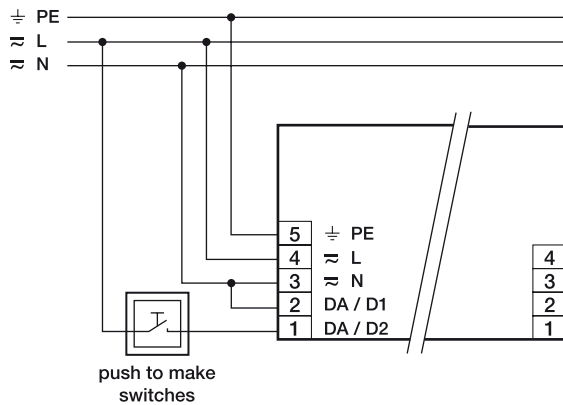 ⏚ PE
≂ L
≂ N
5 ⏚ PE
4 ≂ L
3 ≂ N
2 DA / D1
1 DA / D2
4
3
2
1
push to make
switches